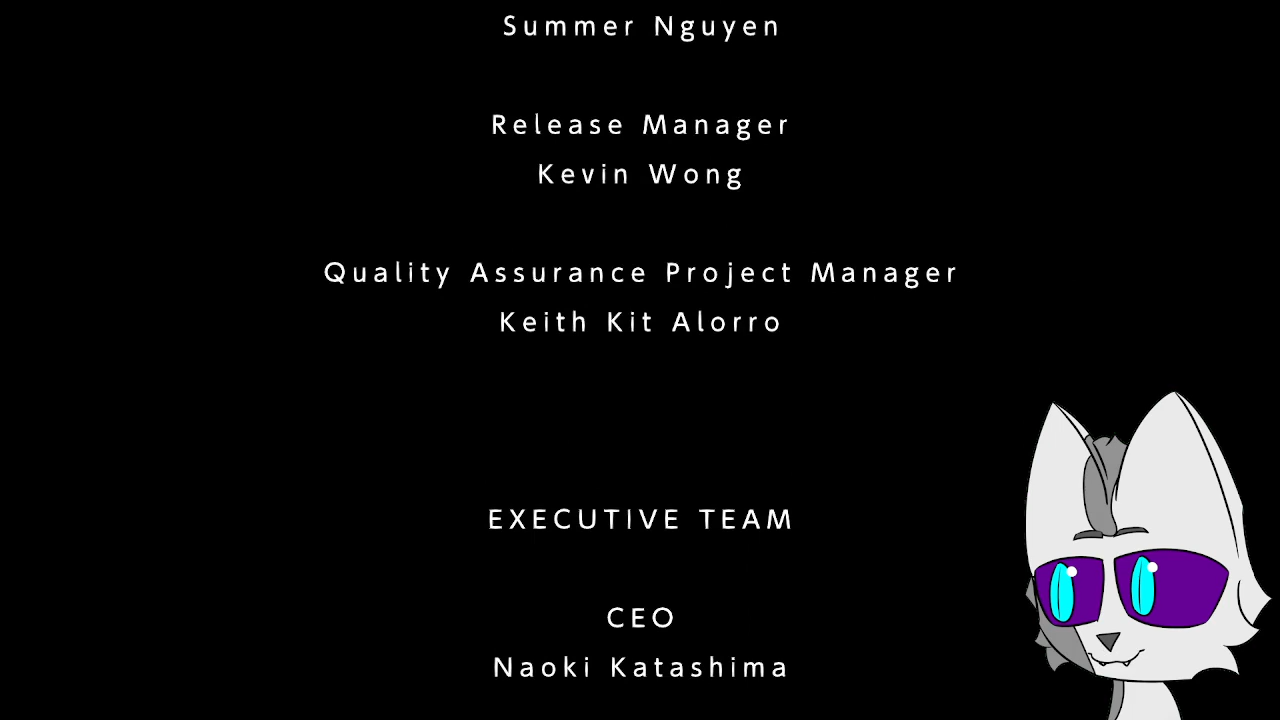 Summer Nguyen
Release Manager
Kevin Wong
Quality Assurance Project Manager
Keith Kit Alorro
EXECUTIVE TEAM
CEO
Naoki Katashima